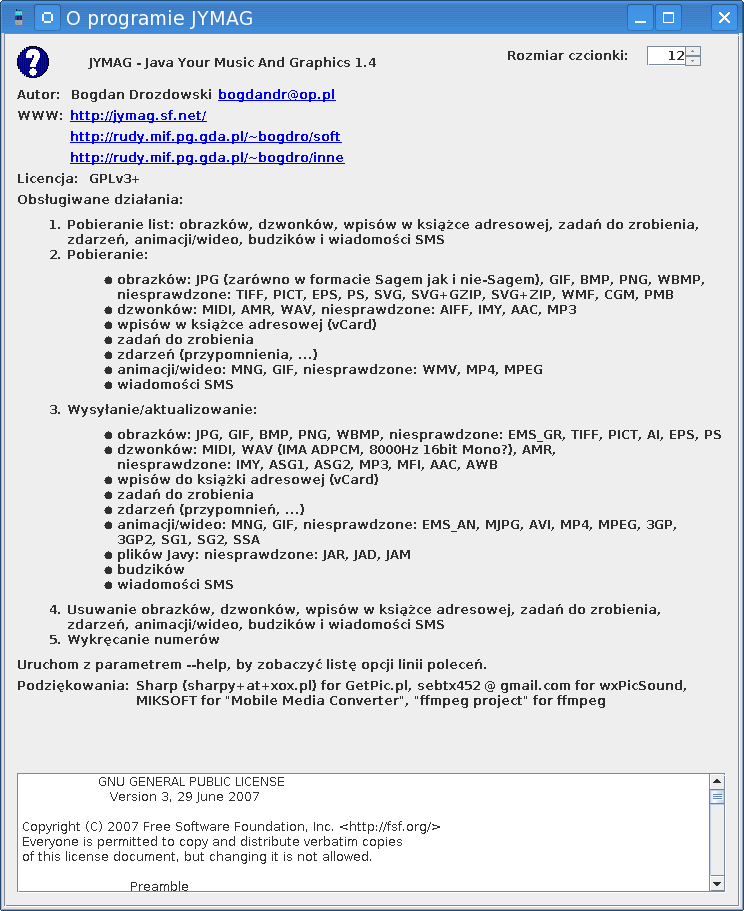 O programie JYMAG
JYMAG - Java Your Music And Graphics 1.4
Rozmiar czcionki: 12
Autor: Bogdan Drozdowski bogdandr@op.pl
WWW: http://jymag.sf.net/
http://rudy.mif.pg.gda.pl/~bogdro/soft
http://rudy.mif.pg.gda.pl/~bogdro/inne
Licencja: GPLv3+
Obsługiwane działania:
1. Pobieranie list: obrazków, dzwonków, wpisów w książce adresowej, zadań do zrobienia,
zdarzeń, animacji/wideo, budzików i wiadomości SMS
2. Pobieranie:
● obrazków: JPG (zarówno w formacie Sagem jak i nie-Sagem), GIF, BMP, PNG, WBMP,
niesprawdzone: TIFF, PICT, EPS, PS, SVG, SVG+GZIP, SVG+ZIP, WMF, CGM, PMB
● dzwonków: MIDI, AMR, WAV, niesprawdzone: AIFF, IMY, AAC, MP3
● wpisów w książce adresowej (vCard)
● zadań do zrobienia
● zdarzeń (przypomnienia, ...)
● animacji/wideo: MNG, GIF, niesprawdzone: WMV, MP4, MPEG
● wiadomości SMS
3. Wysyłanie/aktualizowanie:
● obrazków: JPG, GIF, BMP, PNG, WBMP, niesprawdzone: EMS_GR, TIFF, PICT, AI, EPS, PS
● dzwonków: MIDI, WAV (IMA ADPCM, 8000Hz 16bit Mono?), AMR,
niesprawdzone: IMY, ASG1, ASG2, MP3, MFI, AAC, AWB
● wpisów do książki adresowej (vCard)
● zadań do zrobienia
● zdarzeń (przypomnień, ...)
● animacji/wideo: MNG, GIF, niesprawdzone: EMS_AN, MJPG, AVI, MP4, MPEG, 3GP,
3GP2, SG1, SG2, SSA
● plików Javy: niesprawdzone: JAR, JAD, JAM
● budzików
● wiadomości SMS
4. Usuwanie obrazków, dzwonków, wpisów w książce adresowej, zadań do zrobienia,
zdarzeń, animacji/wideo, budzików i wiadomości SMS
5. Wykręcanie numerów
Uruchom z parametrem --help, by zobaczyć listę opcji linii poleceń.
Podziękowania: Sharp (sharpy+at+xox.pl) for GetPic.pl, sebtx452 @ gmail.com for wxPicSound,
MIKSOFT for "Mobile Media Converter", "ffmpeg project" for ffmpeg
GNU GENERAL PUBLIC LICENSE
Version 3, 29 June 2007
Copyright (C) 2007 Free Software Foundation, Inc. <http://fsf.org/>
Everyone is permitted to copy and distribute verbatim copies
of this license document, but changing it is not allowed.
Preamble